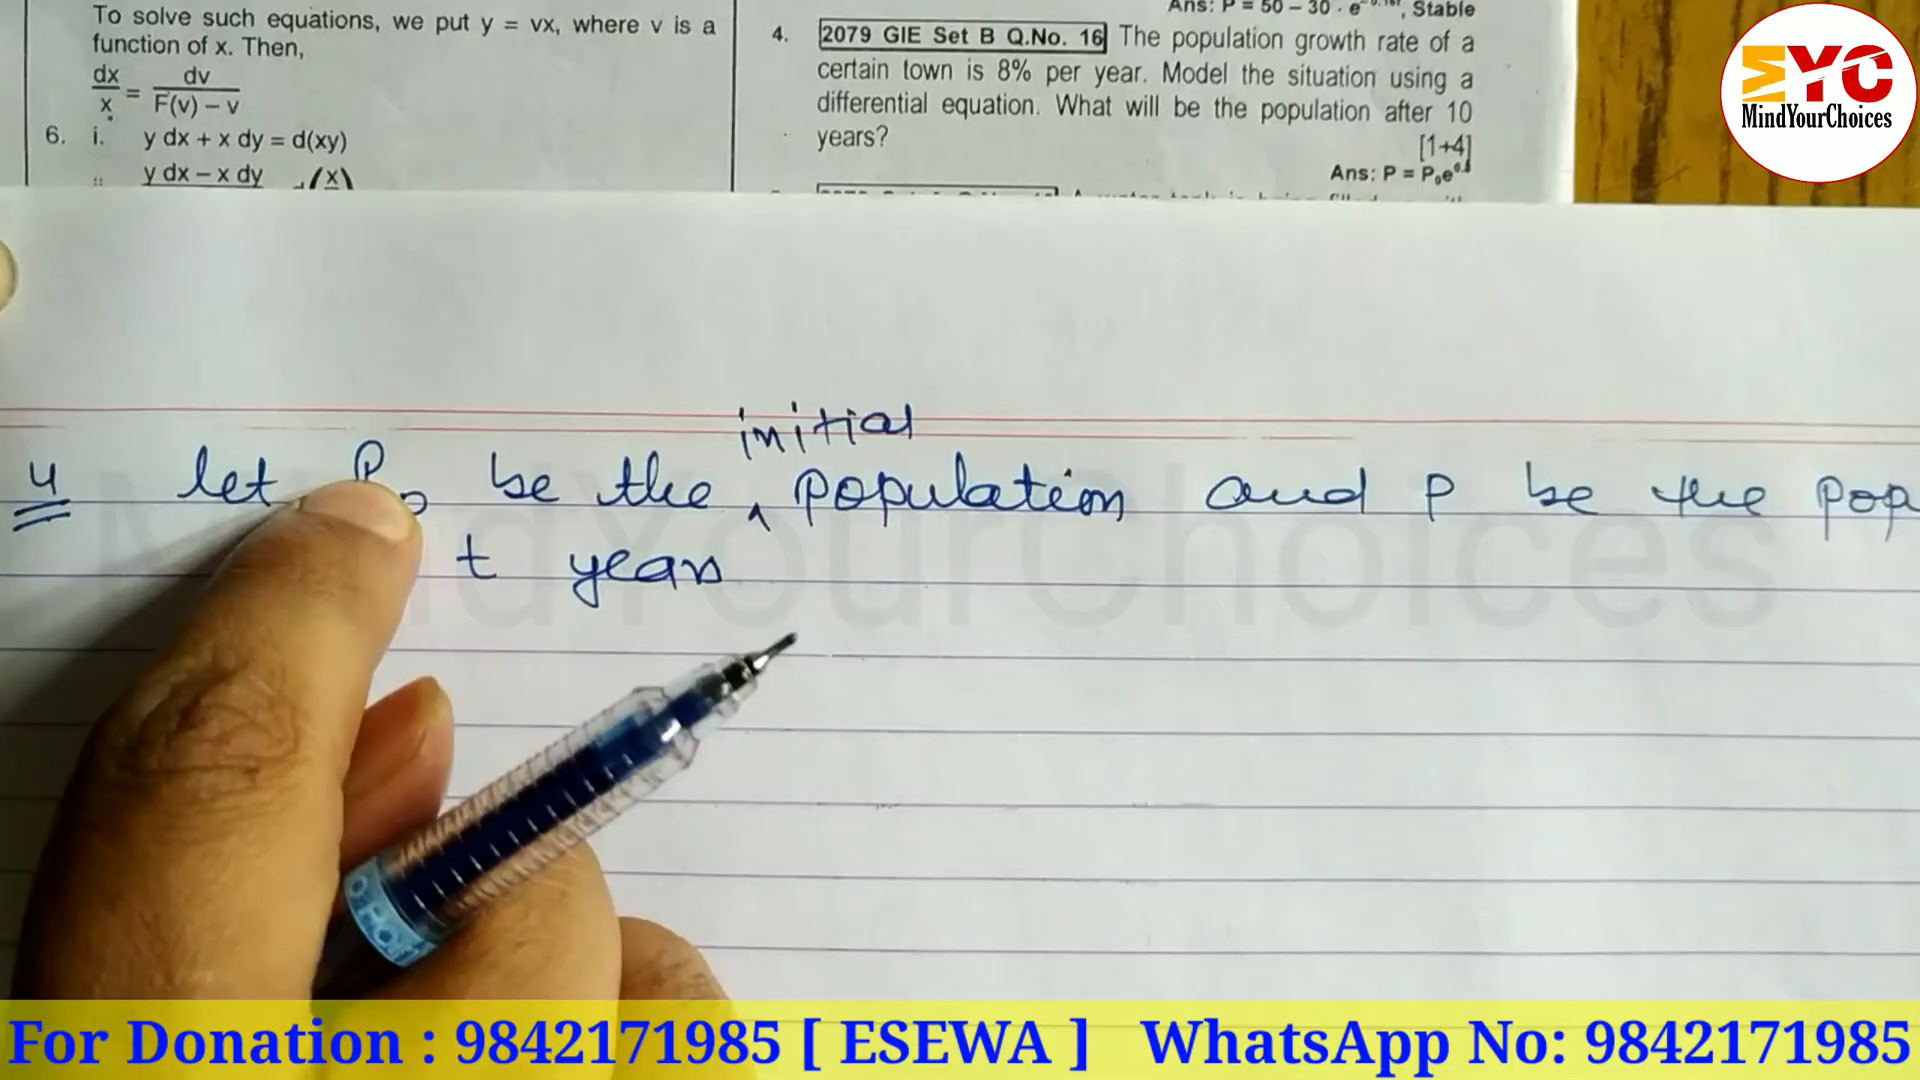 To solve such equations, we put y = vx, where v is a
function of x. Then,
dx/x = dv/F(v) – v
6. i. y dx + x dy = d(xy)
y dx – x dy
Ans: P = 50 – 30 . e , Stable
4. 2079 GIE Set B Q.No. 16 The population growth rate of a
certain town is 8% per year. Model the situation using a
differential equation. What will be the population after 10
years?
[1+4]
Ans: P = P₀e
MYC
MindYourChoices
initial
4 let P₀ be the ^ population and P be the pop
t years
MindYourChoices
For Donation : 9842171985 [ ESEWA ] WhatsApp No: 9842171985